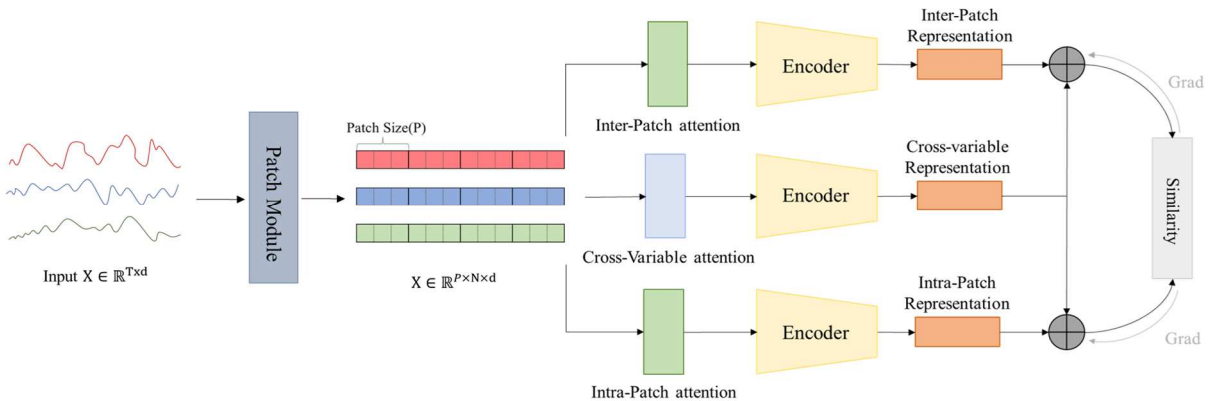 Input X ∈ ℝ^{Txd}
Patch Module
Patch Size(P)
X ∈ ℝ^{P×N×d}
Inter-Patch attention
Encoder
Inter-Patch
Representation
Cross-Variable attention
Encoder
Cross-variable
Representation
Intra-Patch attention
Encoder
Intra-Patch
Representation
Grad
Similarity
Grad